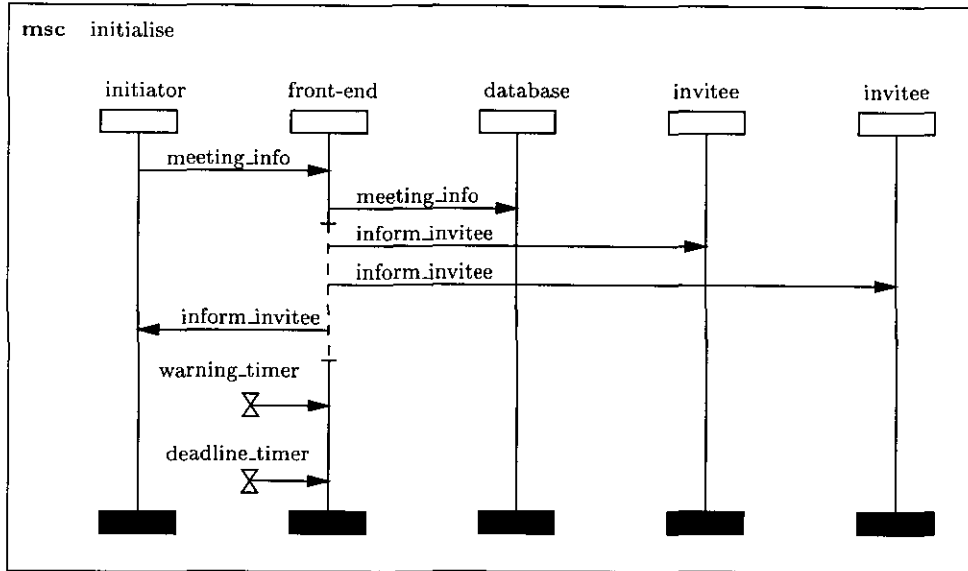 msc initialise
initiator front-end database invitee invitee
meeting_info
meeting_info
inform_invitee
inform_invitee
inform_invitee
warning_timer
deadline_timer